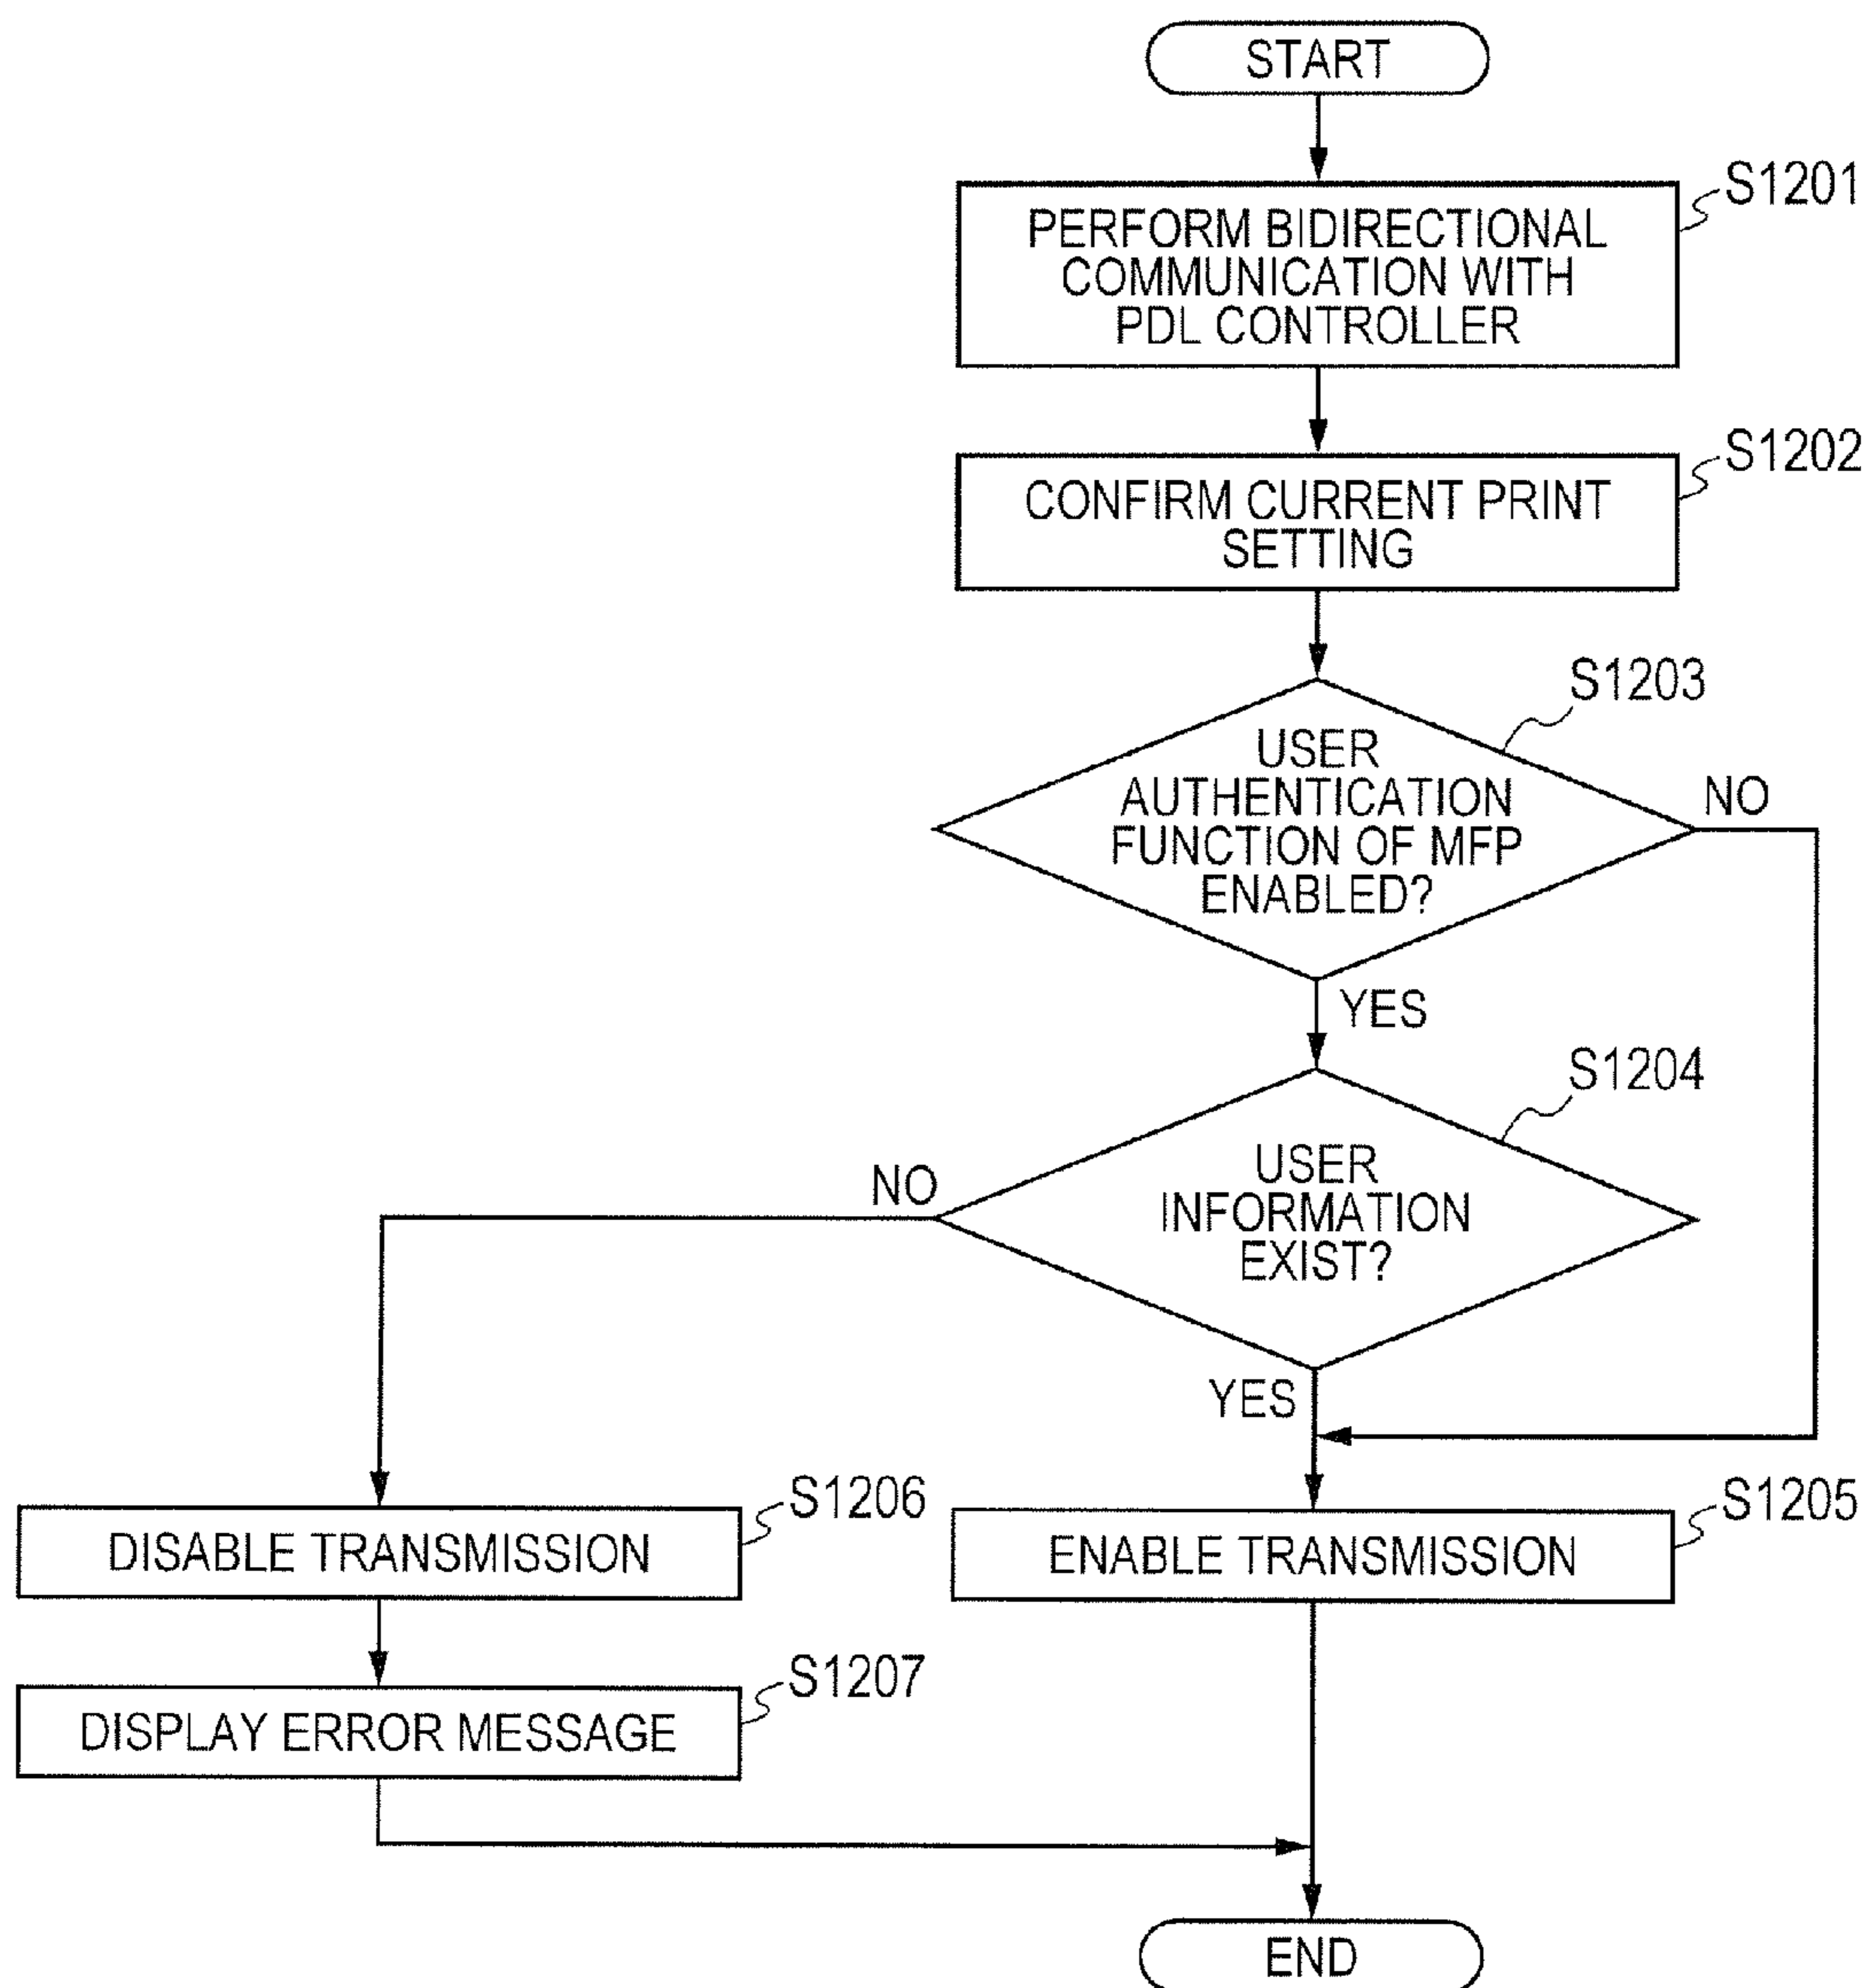 START
S1201
PERFORM BIDIRECTIONAL
COMMUNICATION WITH
PDL CONTROLLER
S1202
CONFIRM CURRENT PRINT
SETTING
S1203
USER
AUTHENTICATION
FUNCTION OF MFP
ENABLED?
NO
YES
S1204
USER
INFORMATION
EXIST?
NO
YES
S1206
DISABLE TRANSMISSION
S1205
ENABLE TRANSMISSION
S1207
DISPLAY ERROR MESSAGE
END